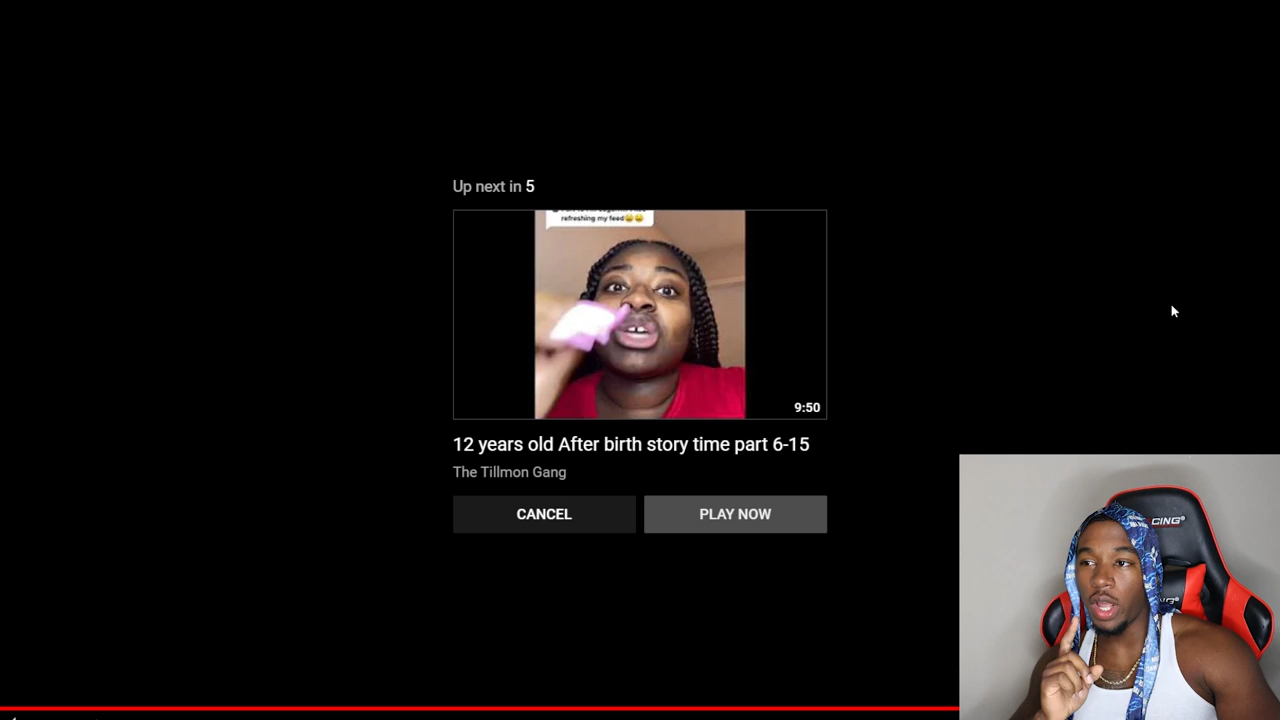 Up next in 5
refreshing my feed😩😩
9:50
12 years old After birth story time part 6-15
The Tillmon Gang
CANCEL
PLAY NOW
CING®